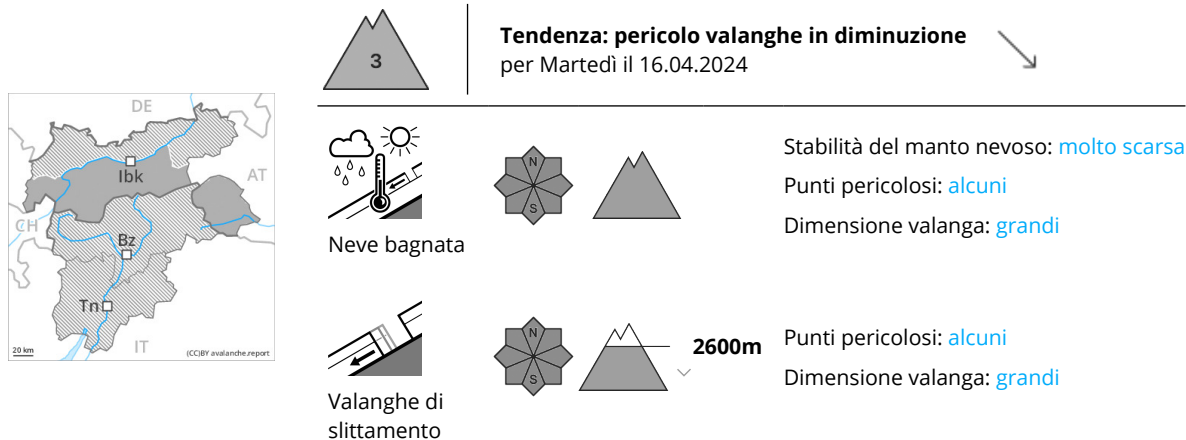 3
Tendenza: pericolo valanghe in diminuzione
per Martedì il 16.04.2024
DE
Ibk
AT
CH
Bz
Tn
IT
20 km
(CC)BY avalanche.report
N
S
Neve bagnata
Stabilità del manto nevoso: molto scarsa
Punti pericolosi: alcuni
Dimensione valanga: grandi
N
S
2600m
Valanghe di
slittamento
Punti pericolosi: alcuni
Dimensione valanga: grandi